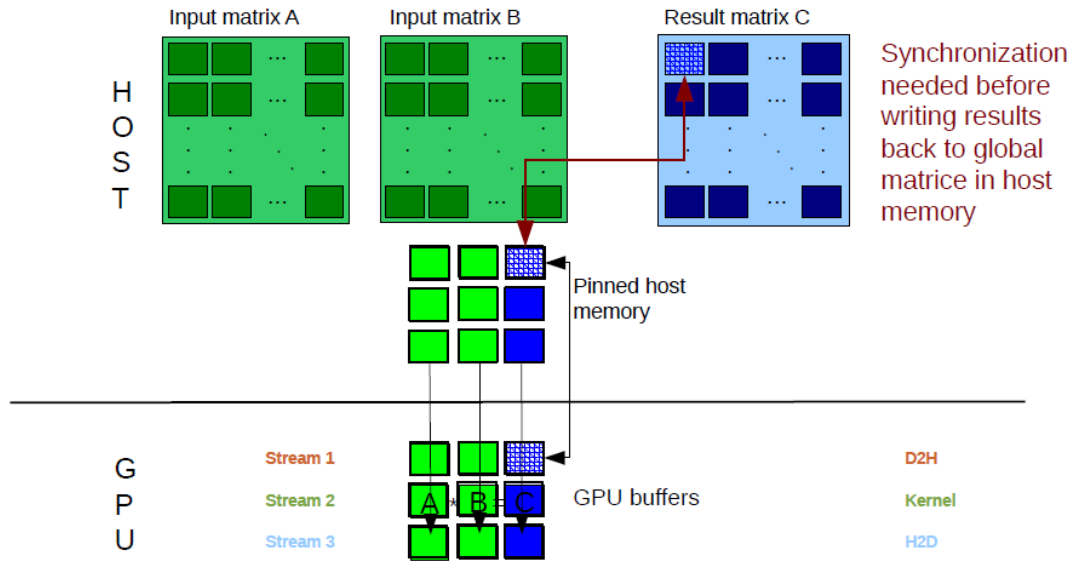 Input matrix A
Input matrix B
Result matrix C
H
O
S
T
...
...
...
...
...
...
...
...
...
Synchronization
needed before
writing results
back to global
matrice in host
memory
Pinned host
memory
G
P
U
Stream 1
D2H
Stream 2
A * B = C
GPU buffers
Kernel
Stream 3
H2D